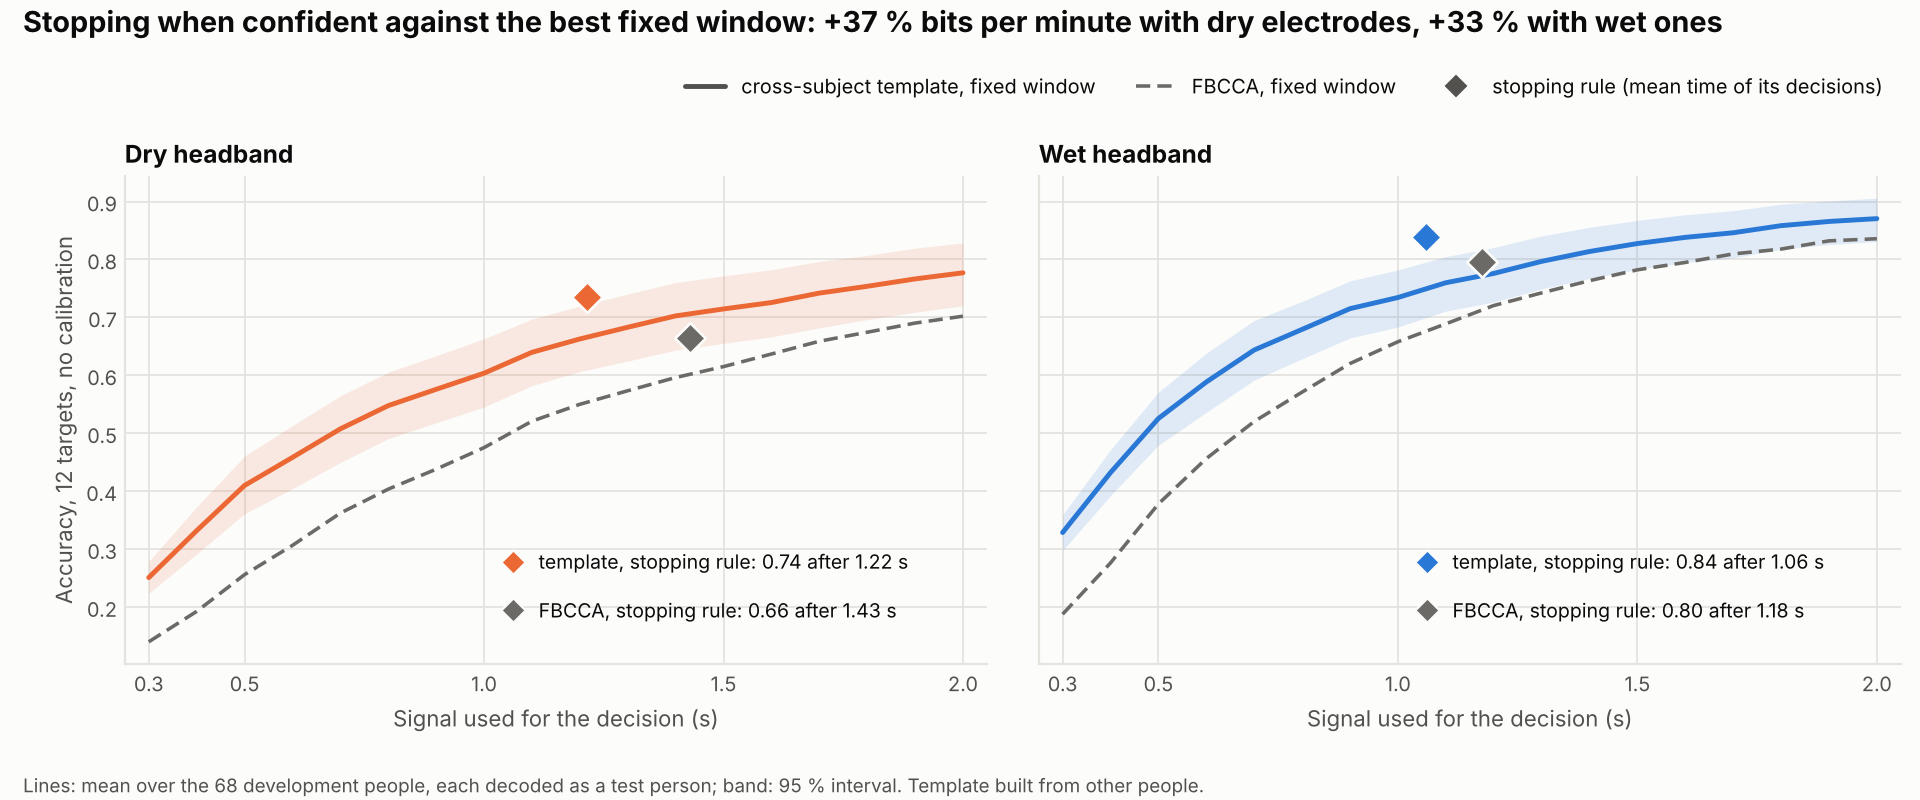 Stopping when confident against the best fixed window: +37 % bits per minute with dry electrodes, +33 % with wet ones
cross-subject template, fixed window
FBCCA, fixed window
stopping rule (mean time of its decisions)
Dry headband
Accuracy, 12 targets, no calibration
0.9
0.8
0.7
0.6
0.5
0.4
0.3
0.2
template, stopping rule: 0.74 after 1.22 s
FBCCA, stopping rule: 0.66 after 1.43 s
0.3
0.5
1.0
1.5
2.0
Signal used for the decision (s)
Wet headband
template, stopping rule: 0.84 after 1.06 s
FBCCA, stopping rule: 0.80 after 1.18 s
0.3
0.5
1.0
1.5
2.0
Signal used for the decision (s)
Lines: mean over the 68 development people, each decoded as a test person; band: 95 % interval. Template built from other people.